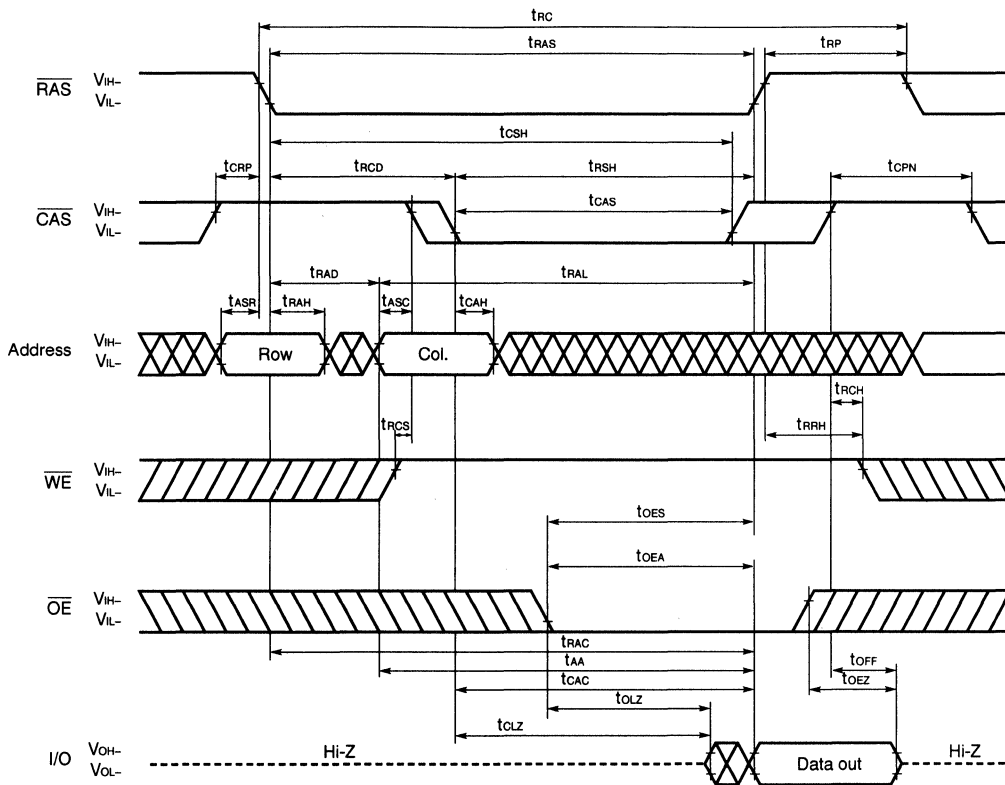 tRC
tRAS tRP
RAS VIH–
VIL–
tCSH
tCRP tRCD tRSH tCPN
CAS VIH–
VIL–
tCAS
tRAD tRAL
tASR tRAH tASC tCAH
Address VIH–
VIL–
Row Col.
tRCH
tRCS tRRH
WE VIH–
VIL–
tOES
tOEA
OE VIH–
VIL–
tRAC
tAA tOFF
tCAC tOEZ
tOLZ
tCLZ
I/O VOH–
VOL–
Hi-Z Data out Hi-Z